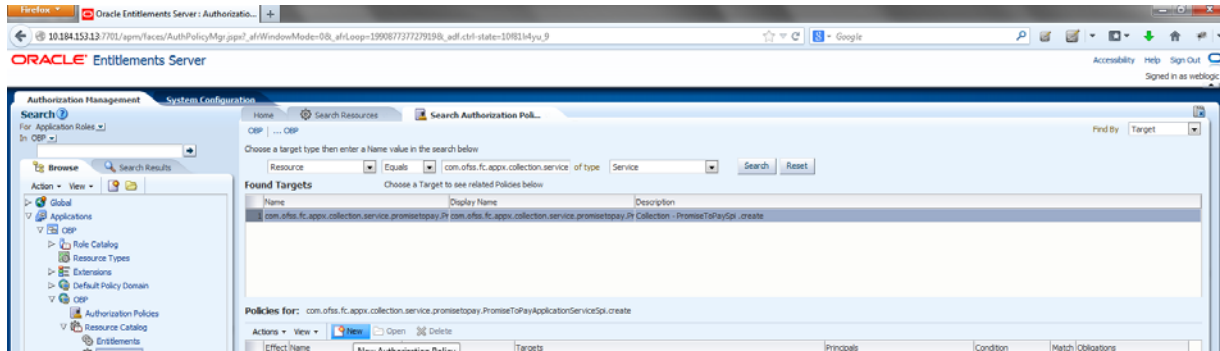 Firefox
Oracle Entitlements Server : Authorizatio...
10.184.153.13:7701/apm/faces/AuthPolicyMgr.jspx?_afrWindowMode=0&_afrLoop=1990877377279198&_adf.ctrl-state=10f81li4yu_9
Google
ORACLE Entitlements Server
Accessibility Help Sign Out
Signed in as weblogic
Authorization Management System Configuration
Search
For Application Roles
In OBP
Browse Search Results
Action View
Global
Applications
OBP
Role Catalog
Resource Types
Extensions
Default Policy Domain
OBP
Authorization Policies
Resource Catalog
Entitlements
Home Search Resources Search Authorization Poli...
OBP | ... OBP
Find By Target
Choose a target type then enter a Name value in the search below
Resource Equals com.ofss.fc.appx.collection.service of type Service Search Reset
Found Targets Choose a Target to see related Policies below
Name Display Name Description
1 com.ofss.fc.appx.collection.service.promisetopay.Pr com.ofss.fc.appx.collection.service.promisetopay.Pr Collection - PromiseToPaySpi .create
Policies for: com.ofss.fc.appx.collection.service.promisetopay.PromiseToPayApplicationServiceSpi.create
Actions View New Open Delete
Effect Name Targets Principals Condition Match Obligations
New Authorization Policy